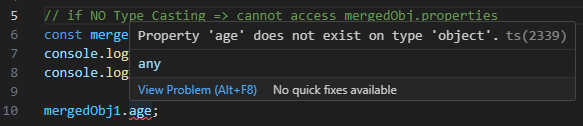 5 // if NO Type Casting => cannot access mergedObj.properties
6 const merge
Property 'age' does not exist on type 'object'. ts(2339)
7 console.log
any
8 console.log
View Problem (Alt+F8) No quick fixes available
10 mergedObj1.age;